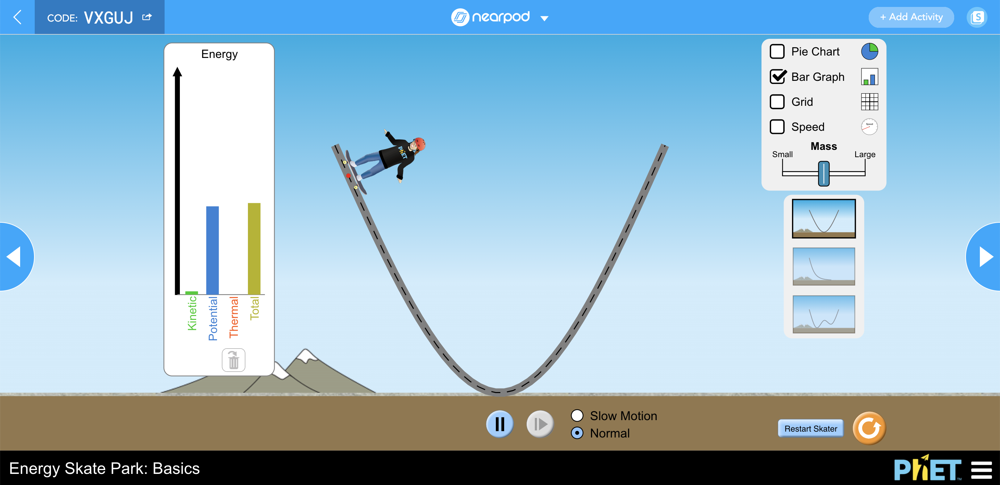 CODE: VXGUJ
nearpod
+ Add Activity
S
Energy
Kinetic
Potential
Thermal
Total
PhET
Pie Chart
Bar Graph
Grid
Speed
Speed
Mass
Small
Large
Slow Motion
Normal
Restart Skater
Energy Skate Park: Basics
PhET™